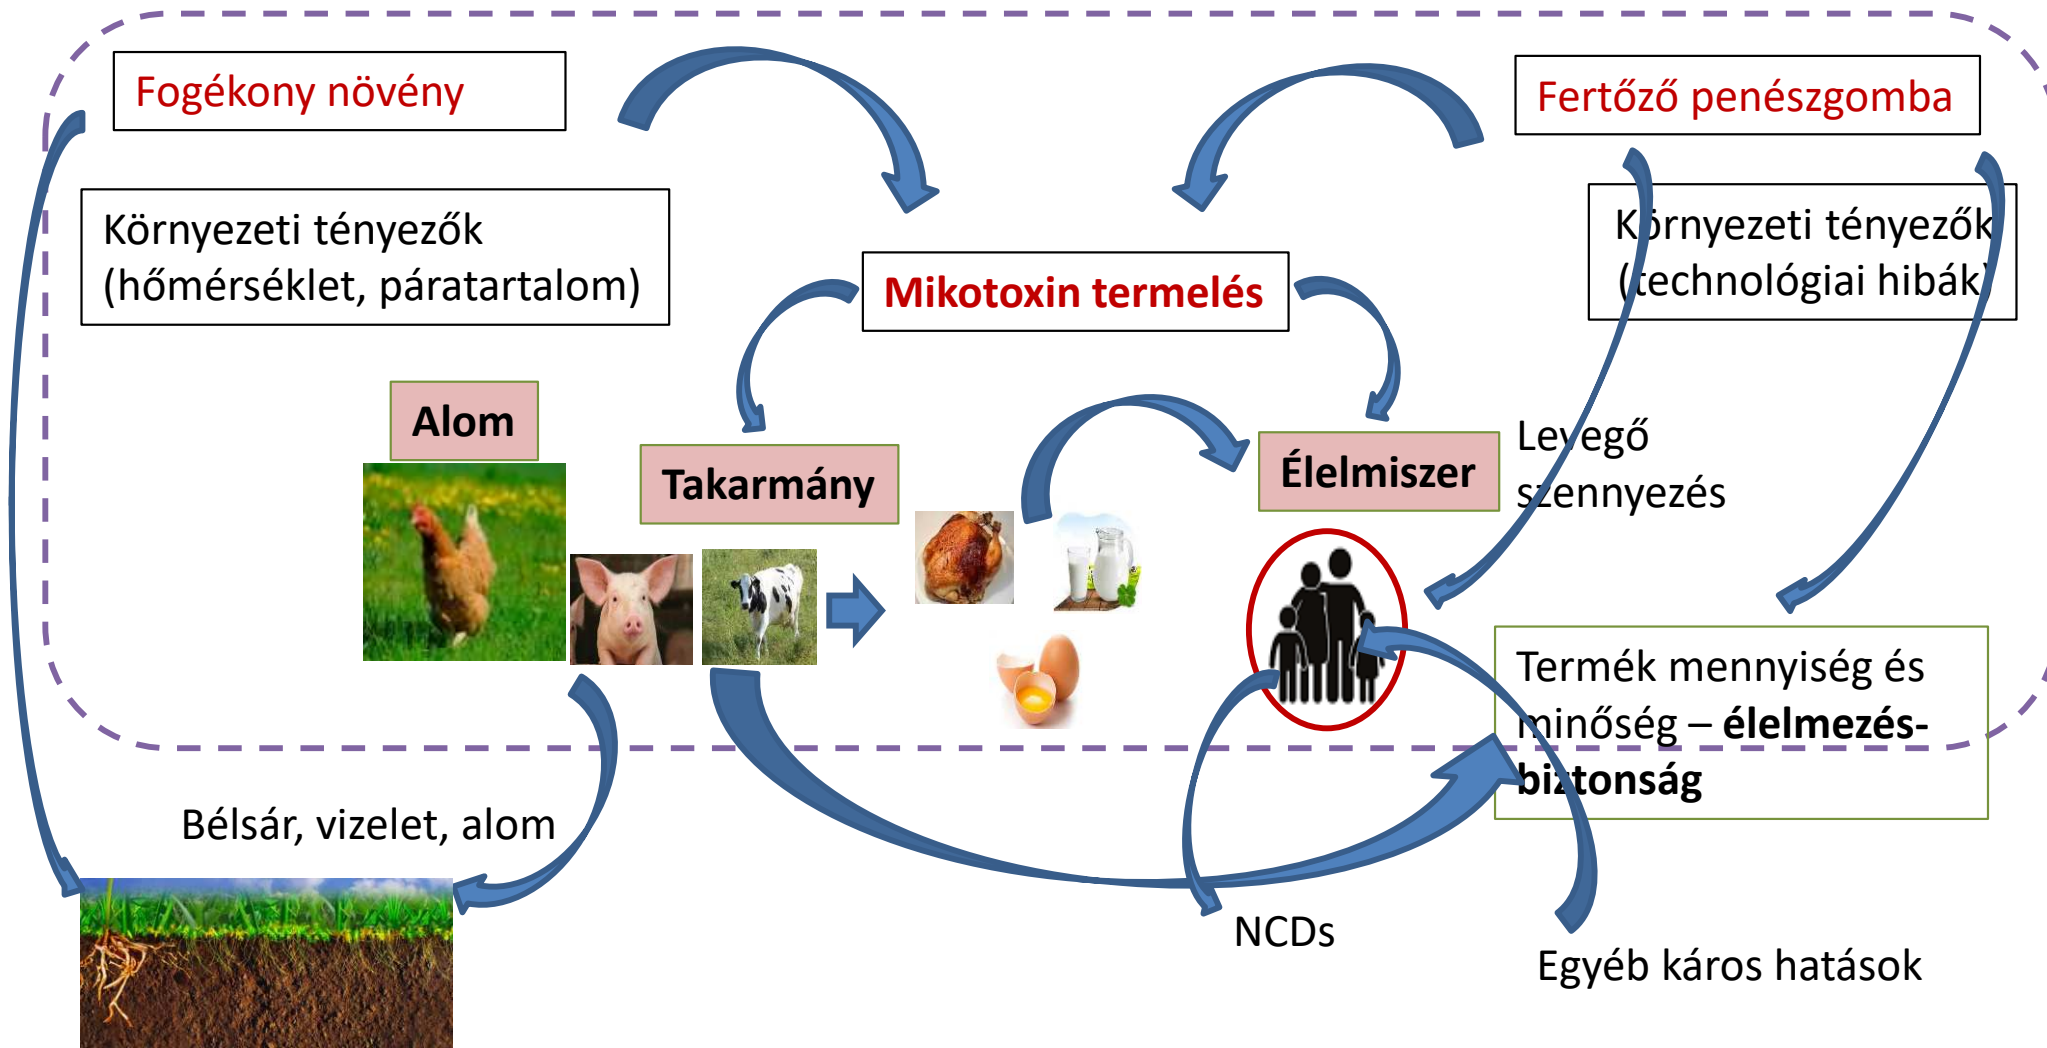 Fogékony növény
Fertőző penészgomba
Környezeti tényezők
(hőmérséklet, páratartalom)
Környezeti tényezők
(technológiai hibák)
Mikotoxin termelés
Alom
Takarmány
Élelmiszer
Levegő
szennyezés
Termék mennyiség és
minőség – élelmezés-
biztonság
Bélsár, vizelet, alom
NCDs
Egyéb káros hatások